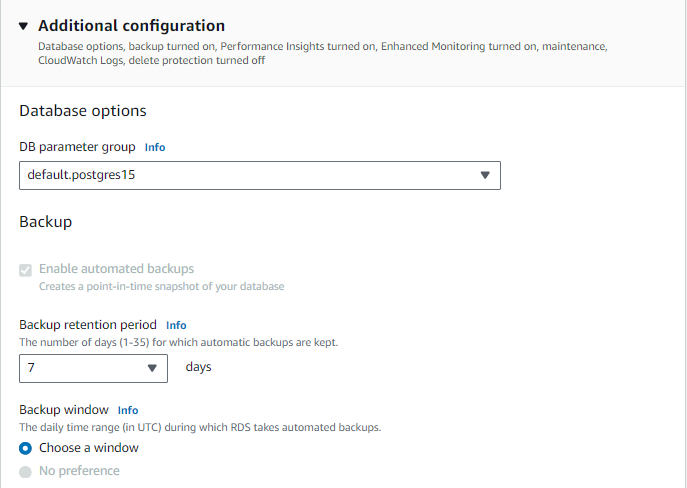 Additional configuration
Database options, backup turned on, Performance Insights turned on, Enhanced Monitoring turned on, maintenance,
CloudWatch Logs, delete protection turned off
Database options
DB parameter group Info
default.postgres15
Backup
Enable automated backups
Creates a point-in-time snapshot of your database
Backup retention period Info
The number of days (1-35) for which automatic backups are kept.
7 days
Backup window Info
The daily time range (in UTC) during which RDS takes automated backups.
Choose a window
No preference